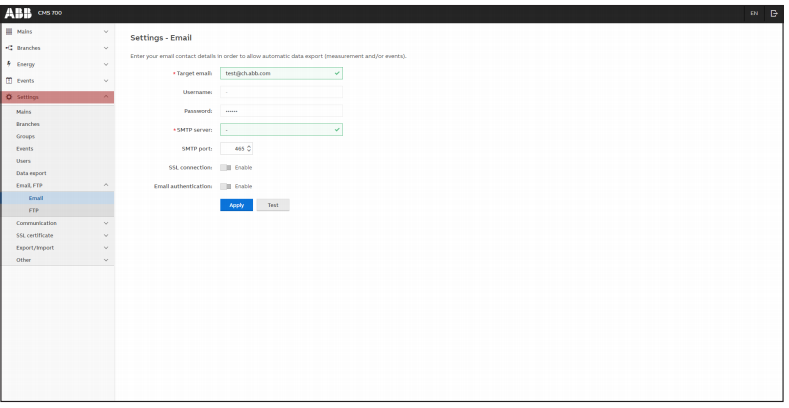 ABB CMS 700 EN
Mains
Branches
Energy
Events
Settings
Mains
Branches
Groups
Events
Users
Data export
Email, FTP
Email
FTP
Communication
SSL certificate
Export/Import
Other
Settings - Email
Enter your email contact details in order to allow automatic data export (measurement and/or events).
* Target email: test@ch.abb.com
Username: -
Password: ······
* SMTP server: -
SMTP port: 465
SSL connection: Enable
Email authentication: Enable
Apply Test